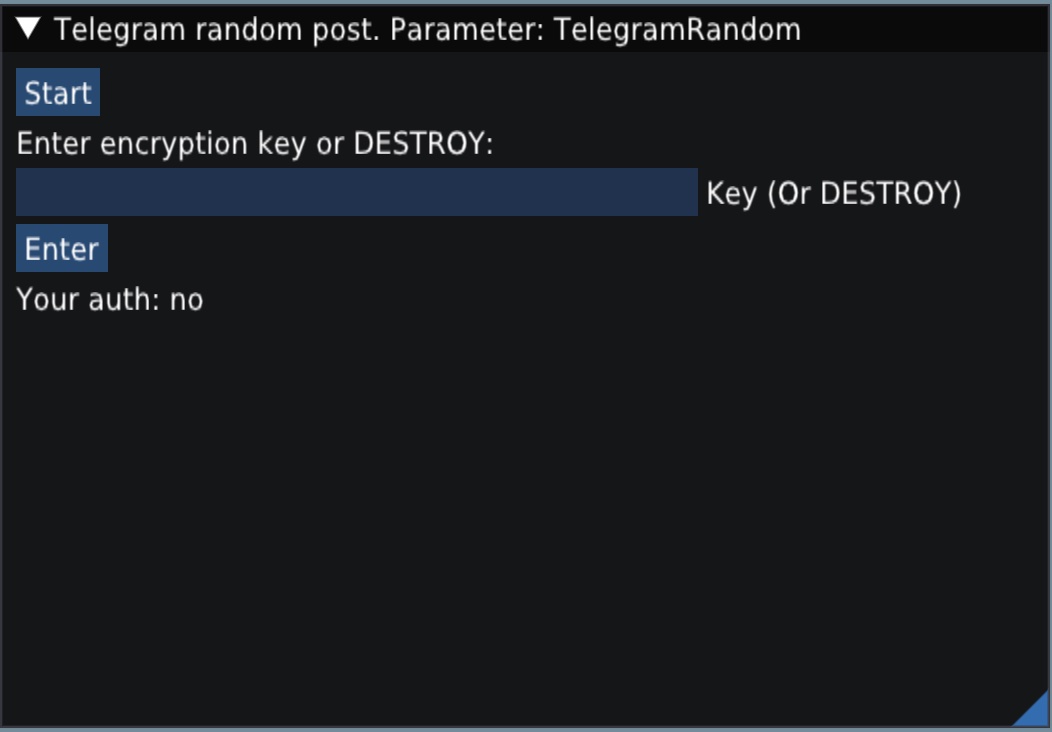 Telegram random post. Parameter: TelegramRandom
Start
Enter encryption key or DESTROY:
Key (Or DESTROY)
Enter
Your auth: no